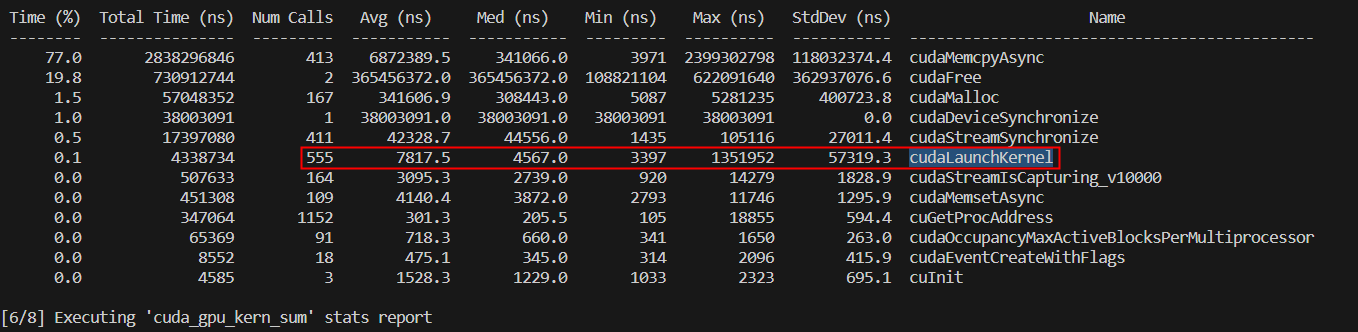 Time (%)  Total Time (ns)  Num Calls  Avg (ns)  Med (ns)  Min (ns)  Max (ns)  StdDev (ns)  Name
--------  ---------------  ---------  -----------  -----------  ---------  ----------  -----------  ----------------------------------------------
77.0  2838296846  413  6872389.5  341066.0  3971  2399302798  118032374.4  cudaMemcpyAsync
19.8  730912744  2  365456372.0  365456372.0  108821104  622091640  362937076.6  cudaFree
1.5  57048352  167  341606.9  308443.0  5087  5281235  400723.8  cudaMalloc
1.0  38003091  1  38003091.0  38003091.0  38003091  38003091  0.0  cudaDeviceSynchronize
0.5  17397080  411  42328.7  44556.0  1435  105116  27011.4  cudaStreamSynchronize
0.1  4338734  555  7817.5  4567.0  3397  1351952  57319.3  cudaLaunchKernel
0.0  507633  164  3095.3  2739.0  920  14279  1828.9  cudaStreamIsCapturing_v10000
0.0  451308  109  4140.4  3872.0  2793  11746  1295.9  cudaMemsetAsync
0.0  347064  1152  301.3  205.5  105  18855  594.4  cuGetProcAddress
0.0  65369  91  718.3  660.0  341  1650  263.0  cudaOccupancyMaxActiveBlocksPerMultiprocessor
0.0  8552  18  475.1  345.0  314  2096  415.9  cudaEventCreateWithFlags
0.0  4585  3  1528.3  1229.0  1033  2323  695.1  cuInit
[6/8] Executing 'cuda_gpu_kern_sum' stats report